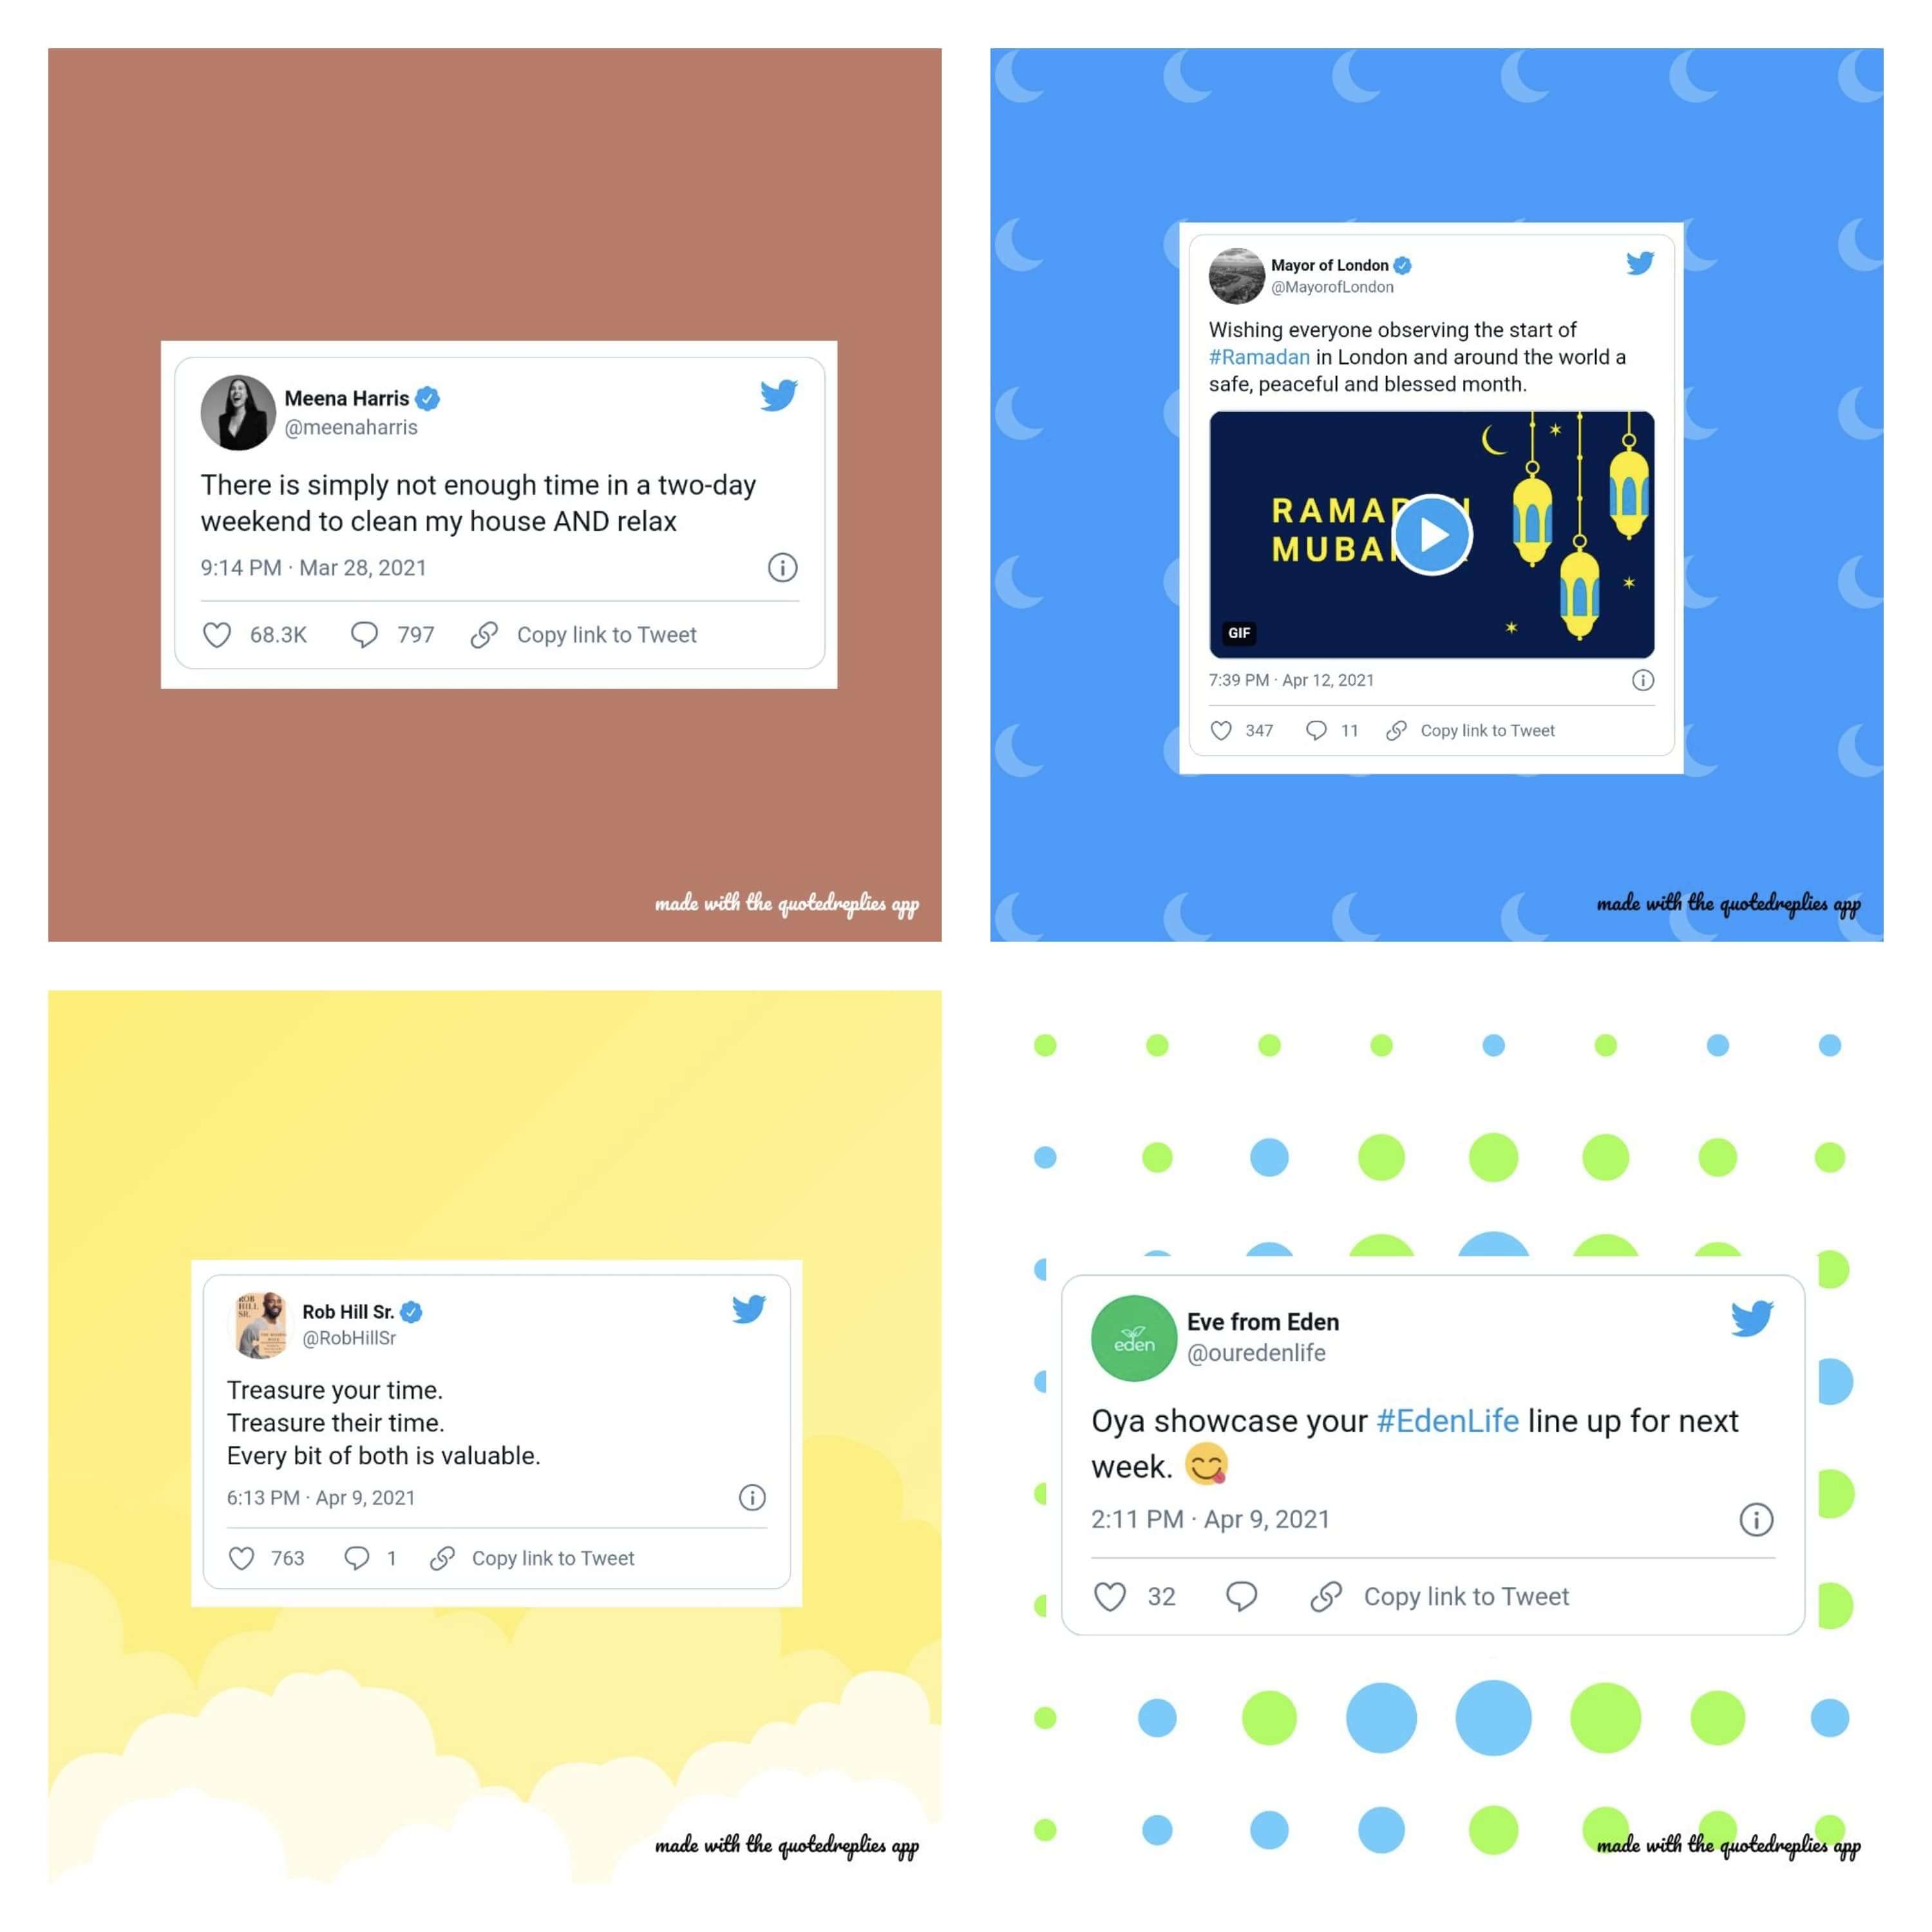 Meena Harris
@meenaharris
There is simply not enough time in a two-day
weekend to clean my house AND relax
9:14 PM · Mar 28, 2021
68.3K 797 Copy link to Tweet
made with the quotedreplies app
Mayor of London
@MayorofLondon
Wishing everyone observing the start of
#Ramadan in London and around the world a
safe, peaceful and blessed month.
GIF
7:39 PM · Apr 12, 2021
347 11 Copy link to Tweet
made with the quotedreplies app
ROB
HILL
SR.
Rob Hill Sr.
@RobHillSr
Treasure your time.
Treasure their time.
Every bit of both is valuable.
6:13 PM · Apr 9, 2021
763 1 Copy link to Tweet
made with the quotedreplies app
eden
Eve from Eden
@ouredenlife
Oya showcase your #EdenLife line up for next
week. 😋
2:11 PM · Apr 9, 2021
32 Copy link to Tweet
made with the quotedreplies app